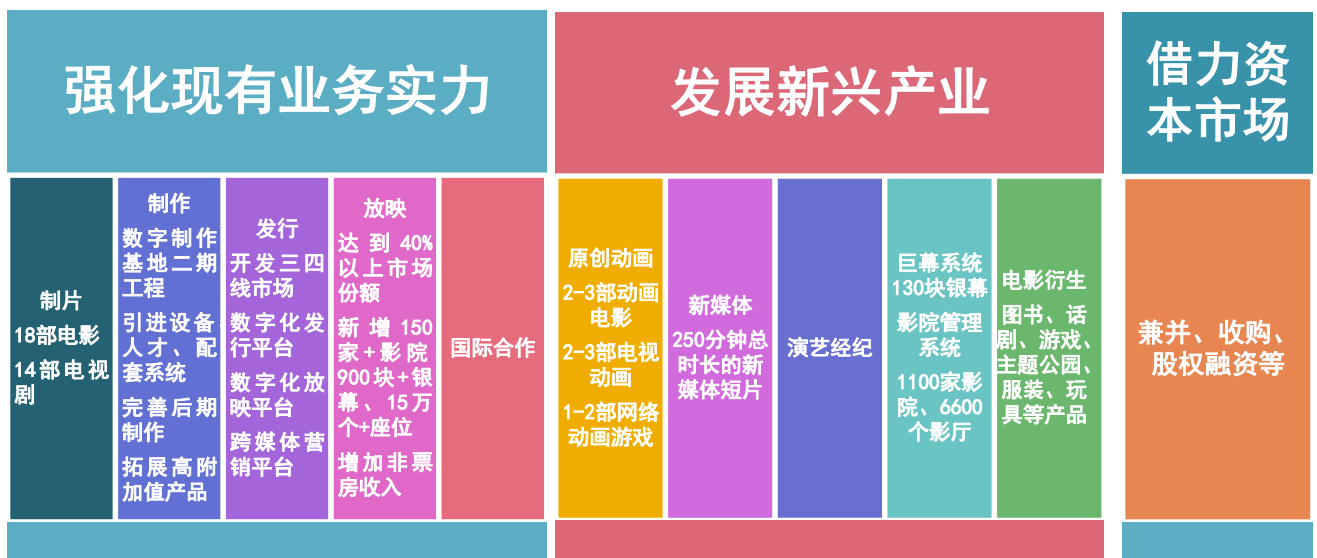 强化现有业务实力
制片
18部电影
14部电视
剧
制作
数字制作
基地二期
工程
引进设备、
人才、配
套系统
完善后期
制作
拓展高附
加值产品
发行
开发三四
线市场
数字化发
行平台
数字化放
映平台
跨媒体营
销平台
放映
达到40%
以上市场
份额
新增150
家+影院
900块+银
幕、15万
个+座位
增加非票
房收入
国际合作
发展新兴产业
原创动画
2-3部动画
电影
2-3部电视
动画
1-2部网络
动画游戏
新媒体
250分钟总
时长的新
媒体短片
演艺经纪
巨幕系统
130块银幕
影院管理
系统
1100家影
院、6600
个影厅
电影衍生
图书、话
剧、游戏、
主题公园、
服装、玩
具等产品
借力资
本市场
兼并、收购、
股权融资等